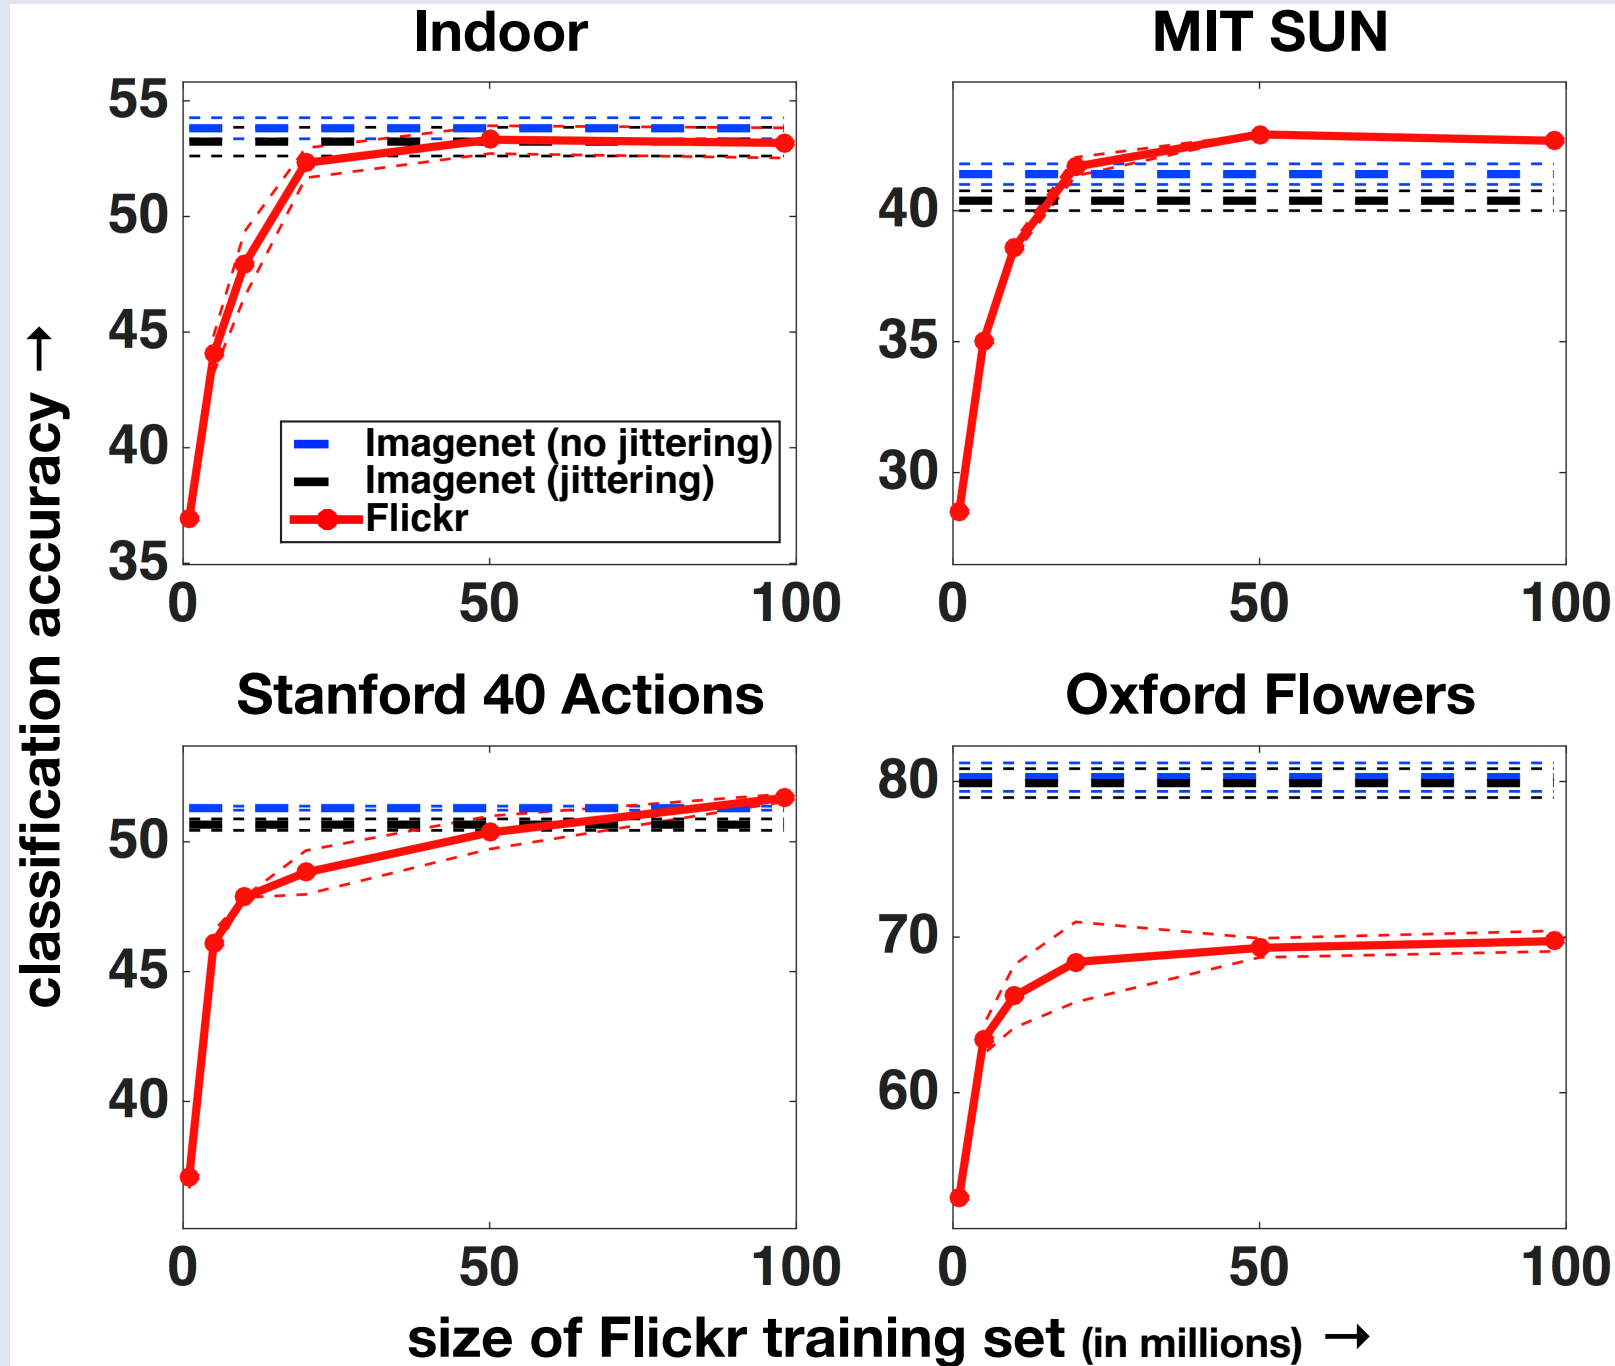 Indoor
MIT SUN
55
50
45
40
35
0
50
100
Imagenet (no jittering)
Imagenet (jittering)
Flickr
40
35
30
0
50
100
classification accuracy →
Stanford 40 Actions
Oxford Flowers
50
45
40
0
50
100
80
70
60
0
50
100
size of Flickr training set (in millions) →